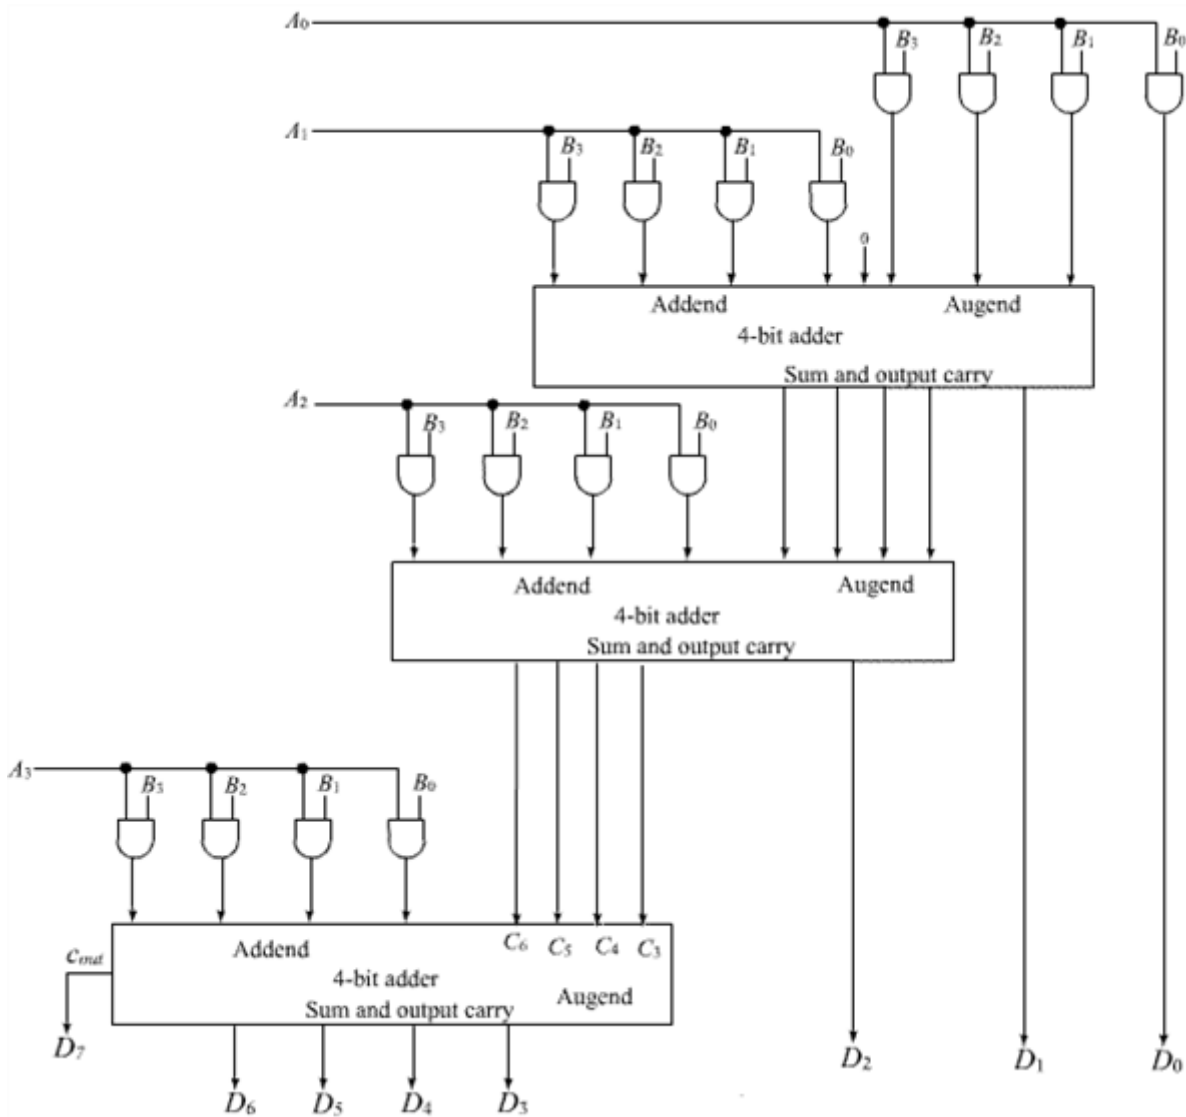 A₀
B₃ B₂ B₁ B₀
A₁
B₃ B₂ B₁ B₀
0
Addend Augend
4-bit adder
Sum and output carry
A₂
B₃ B₂ B₁ B₀
Addend Augend
4-bit adder
Sum and output carry
A₃
B₃ B₂ B₁ B₀
C₆ C₅ C₄ C₃
Addend
Cout
4-bit adder
Augend
Sum and output carry
D₇ D₂ D₁ D₀
D₆ D₅ D₄ D₃